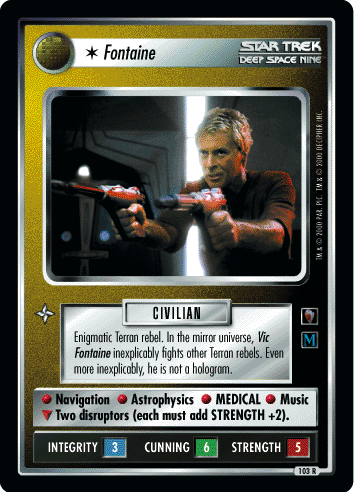 ✶ Fontaine
STAR TREK
DEEP SPACE NINE
TM & © 2000 PAR. PIC. TM & © 2000 DECIPHER INC.
CIVILIAN
Enigmatic Terran rebel. In the mirror universe, Vic
Fontaine inexplicably fights other Terran rebels. Even
more inexplicably, he is not a hologram.
M
Navigation Astrophysics MEDICAL Music
Two disruptors (each must add STRENGTH +2).
INTEGRITY 3 CUNNING 6 STRENGTH 5
103 R